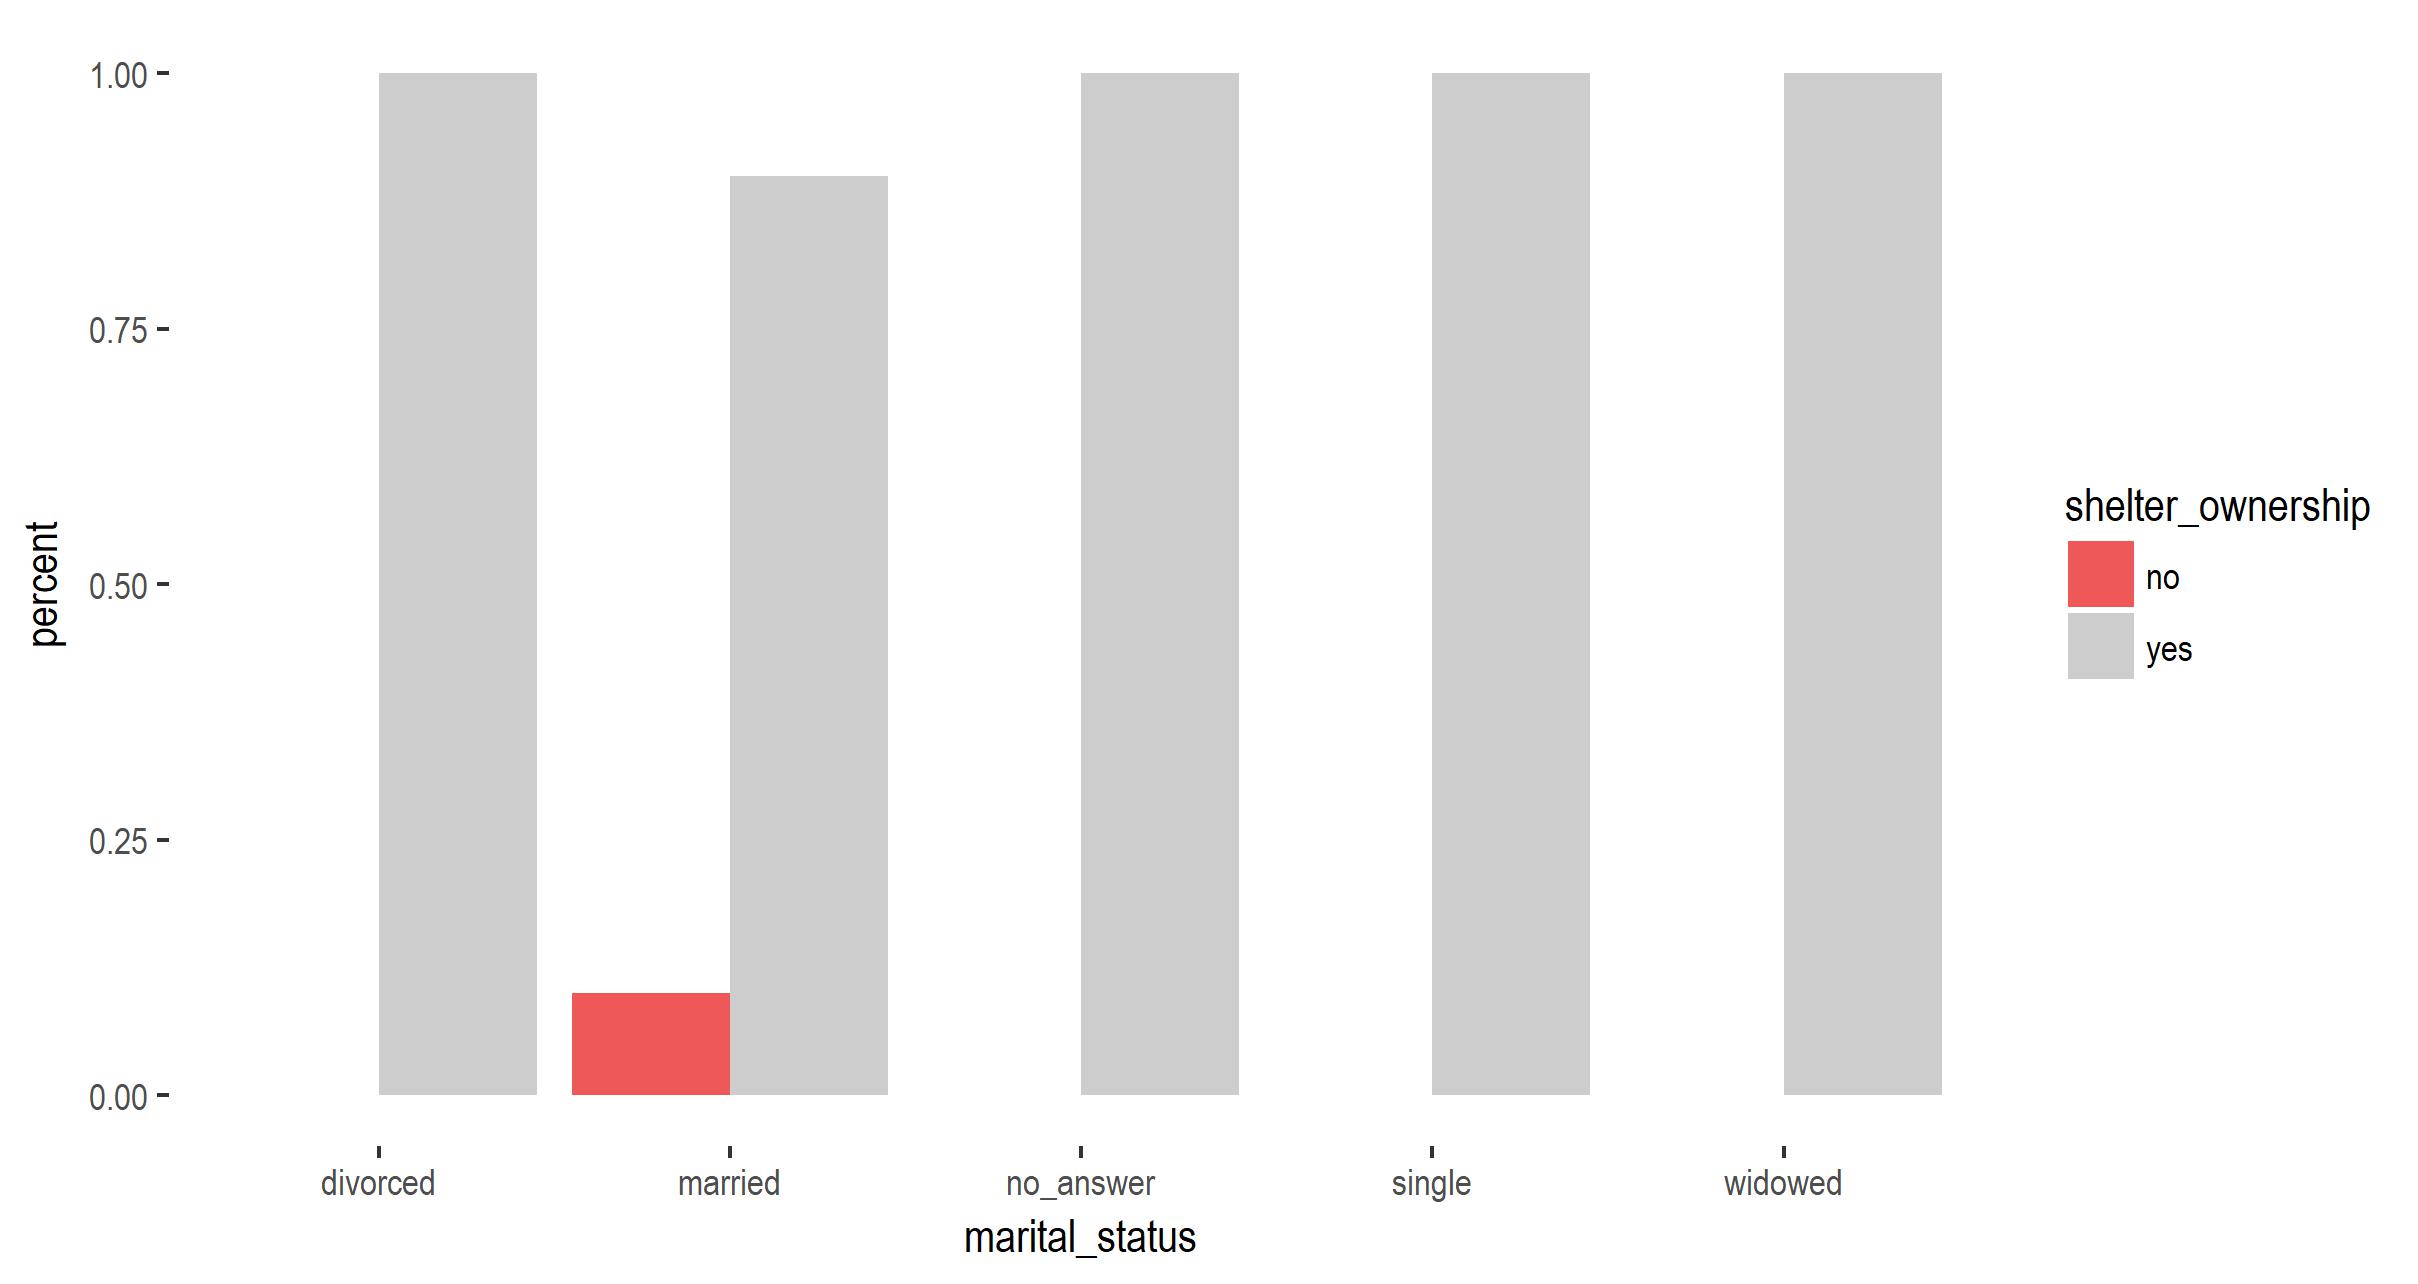 1.00
0.75
0.50
0.25
0.00
percent
divorced
married
no_answer
single
widowed
marital_status
shelter_ownership
no
yes